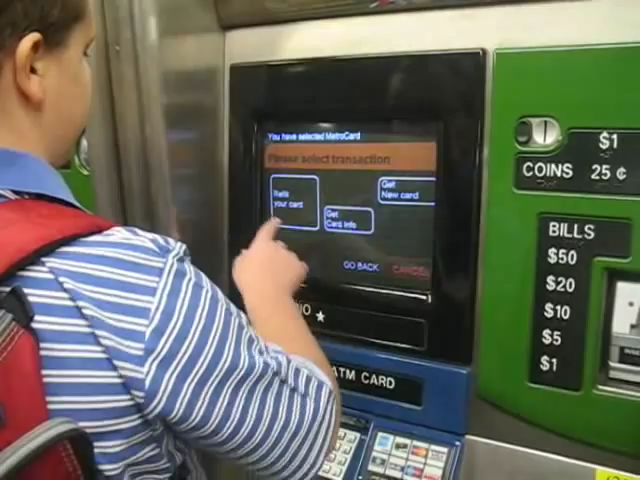 You have selected MetroCard
Please select transaction
Refill
your card
Get
Card Info
Get
New card
GO BACK
CANCEL
NO ★
ATM CARD
$1
COINS 25 ¢
BILLS
$50
$20
$10
$5
$1